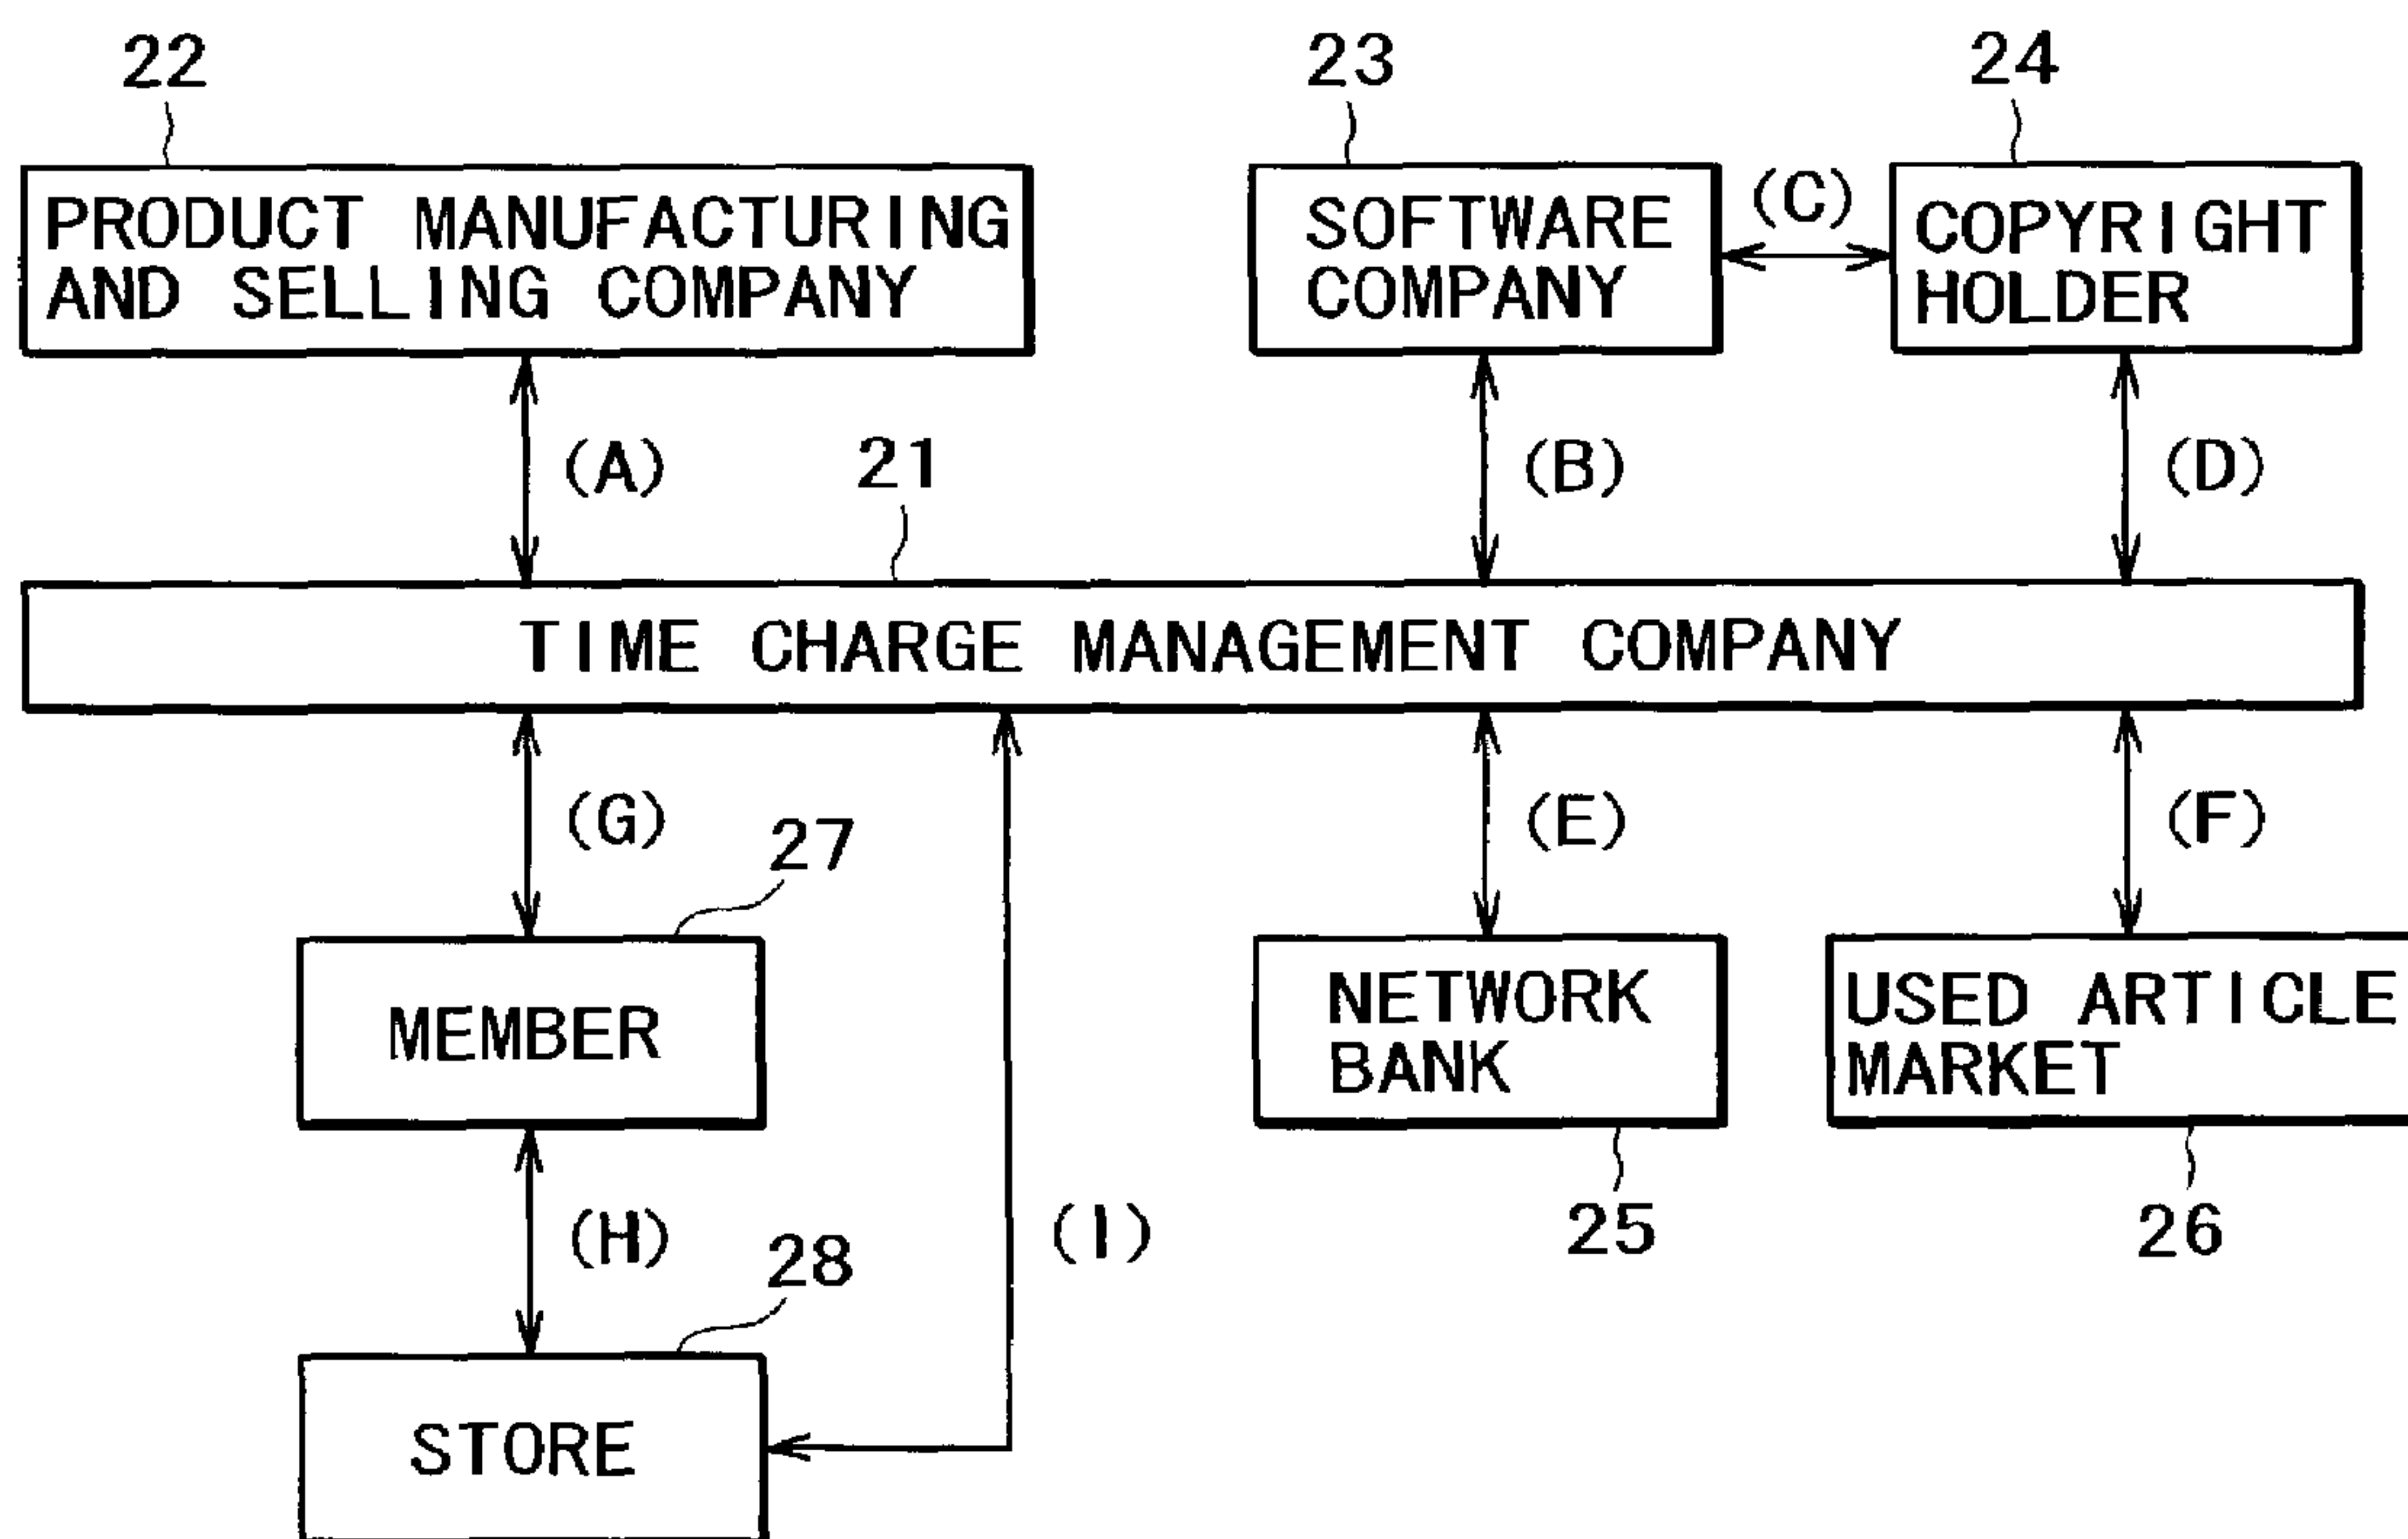 22
23
24
PRODUCT MANUFACTURING
AND SELLING COMPANY
SOFTWARE
COMPANY
(C)
COPYRIGHT
HOLDER
(A)
21
(B)
(D)
TIME CHARGE MANAGEMENT COMPANY
(G)
27
(E)
(F)
MEMBER
NETWORK
BANK
USED ARTICLE
MARKET
(H)
28
(I)
25
26
STORE